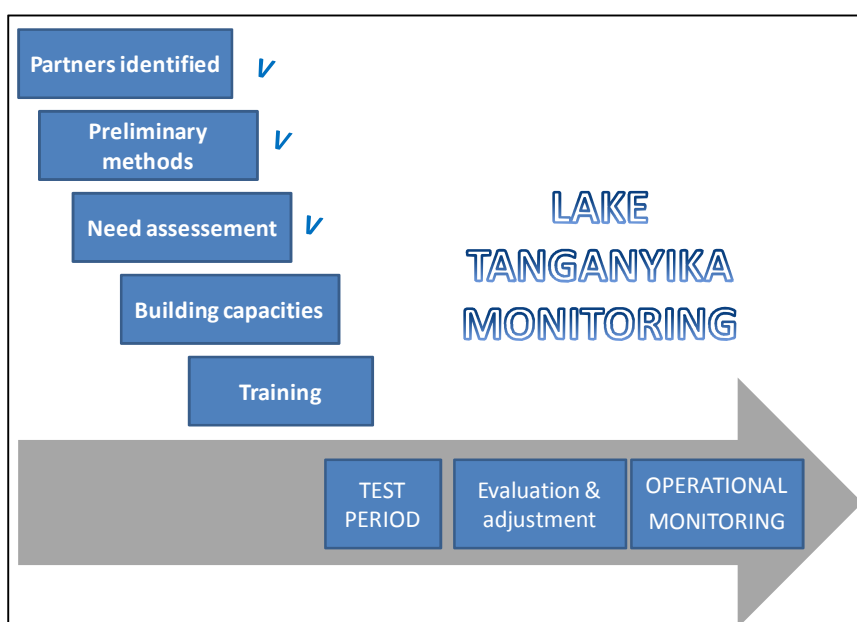 Partners identified
V
Preliminary
methods
V
Need assessement
V
Building capacities
Training
LAKE
TANGANYIKA
MONITORING
TEST
PERIOD
Evaluation &
adjustment
OPERATIONAL
MONITORING